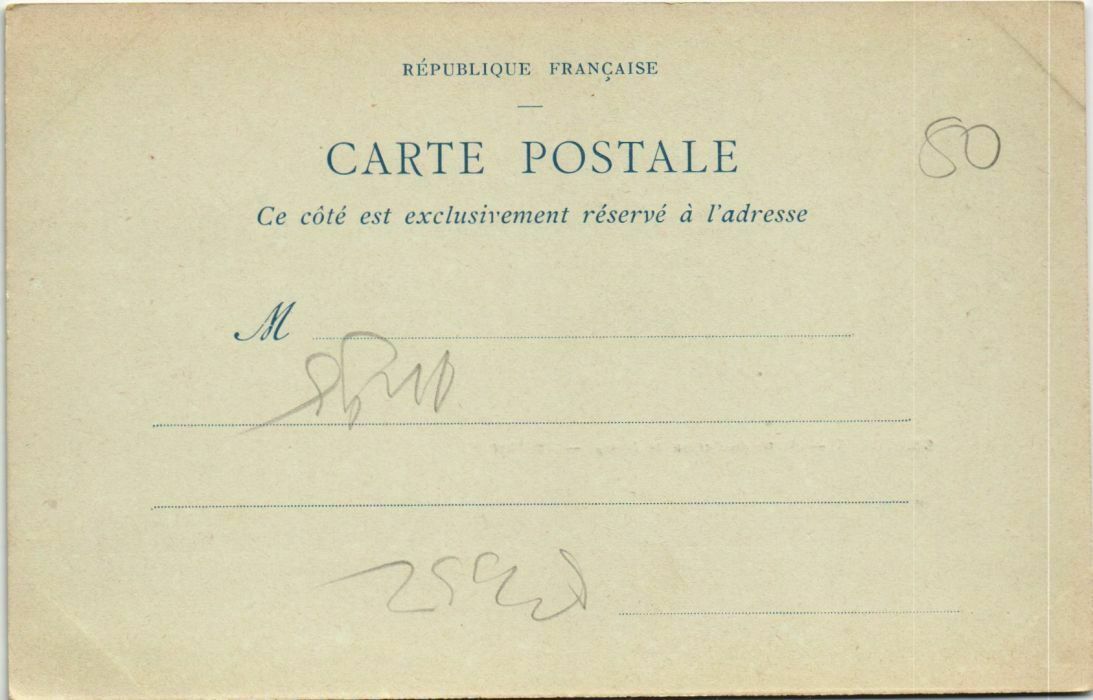 RÉPUBLIQUE FRANÇAISE
CARTE POSTALE
80
Ce côté est exclusivement réservé à l'adresse
M